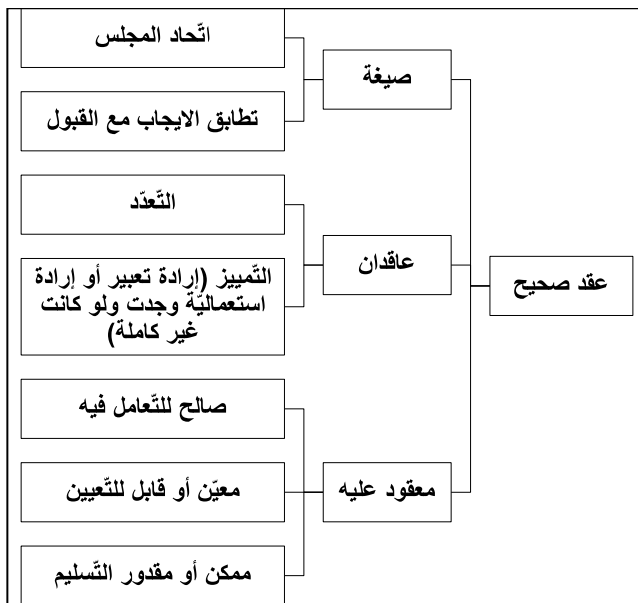 عقد صحيح
صيغة
اتّحاد المجلس
تطابق الايجاب مع القبول
عاقدان
التّعدّد
التّمييز (إرادة تعبير أو إرادة
استعماليّة وجدت ولو كانت
غير كاملة)
معقود عليه
صالح للتّعامل فيه
معيّن أو قابل للتّعيين
ممكن أو مقدور التّسليم